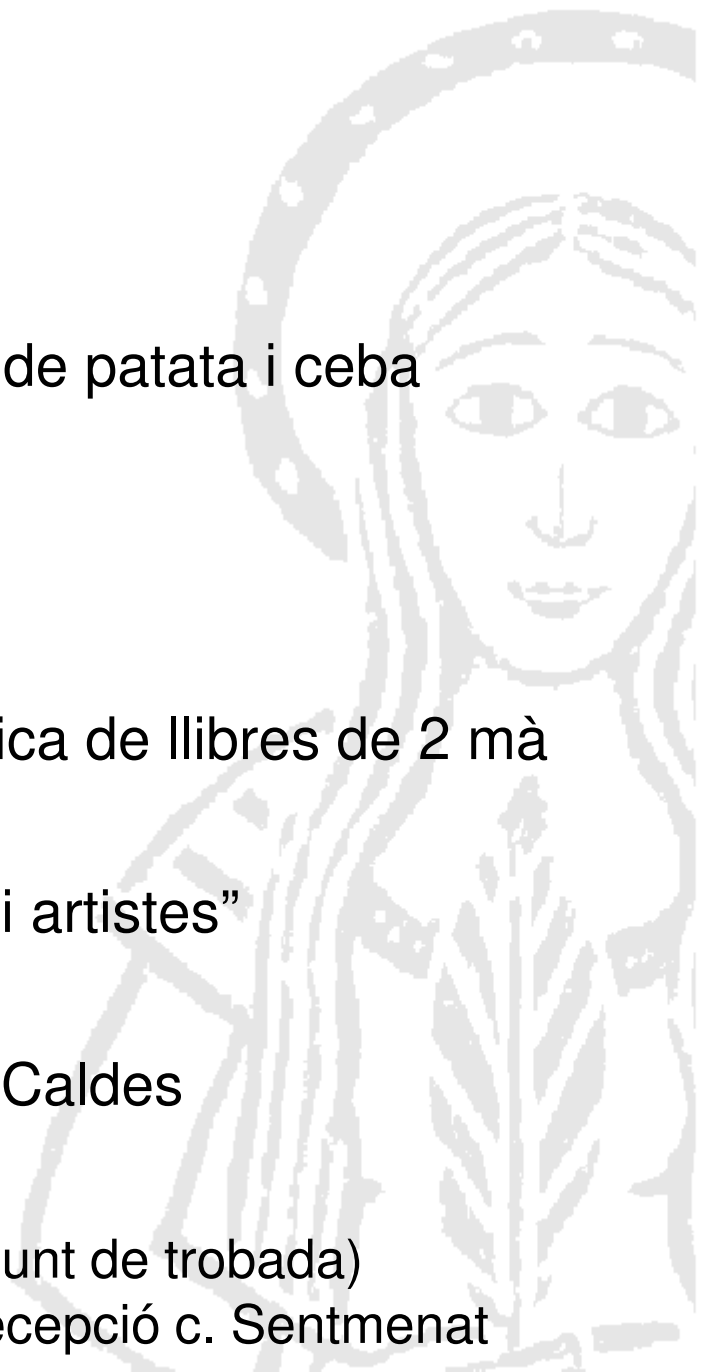 de patata i ceba
ica de llibres de 2 mà
i artistes”
Caldes
unt de trobada)
ecepció c. Sentmenat